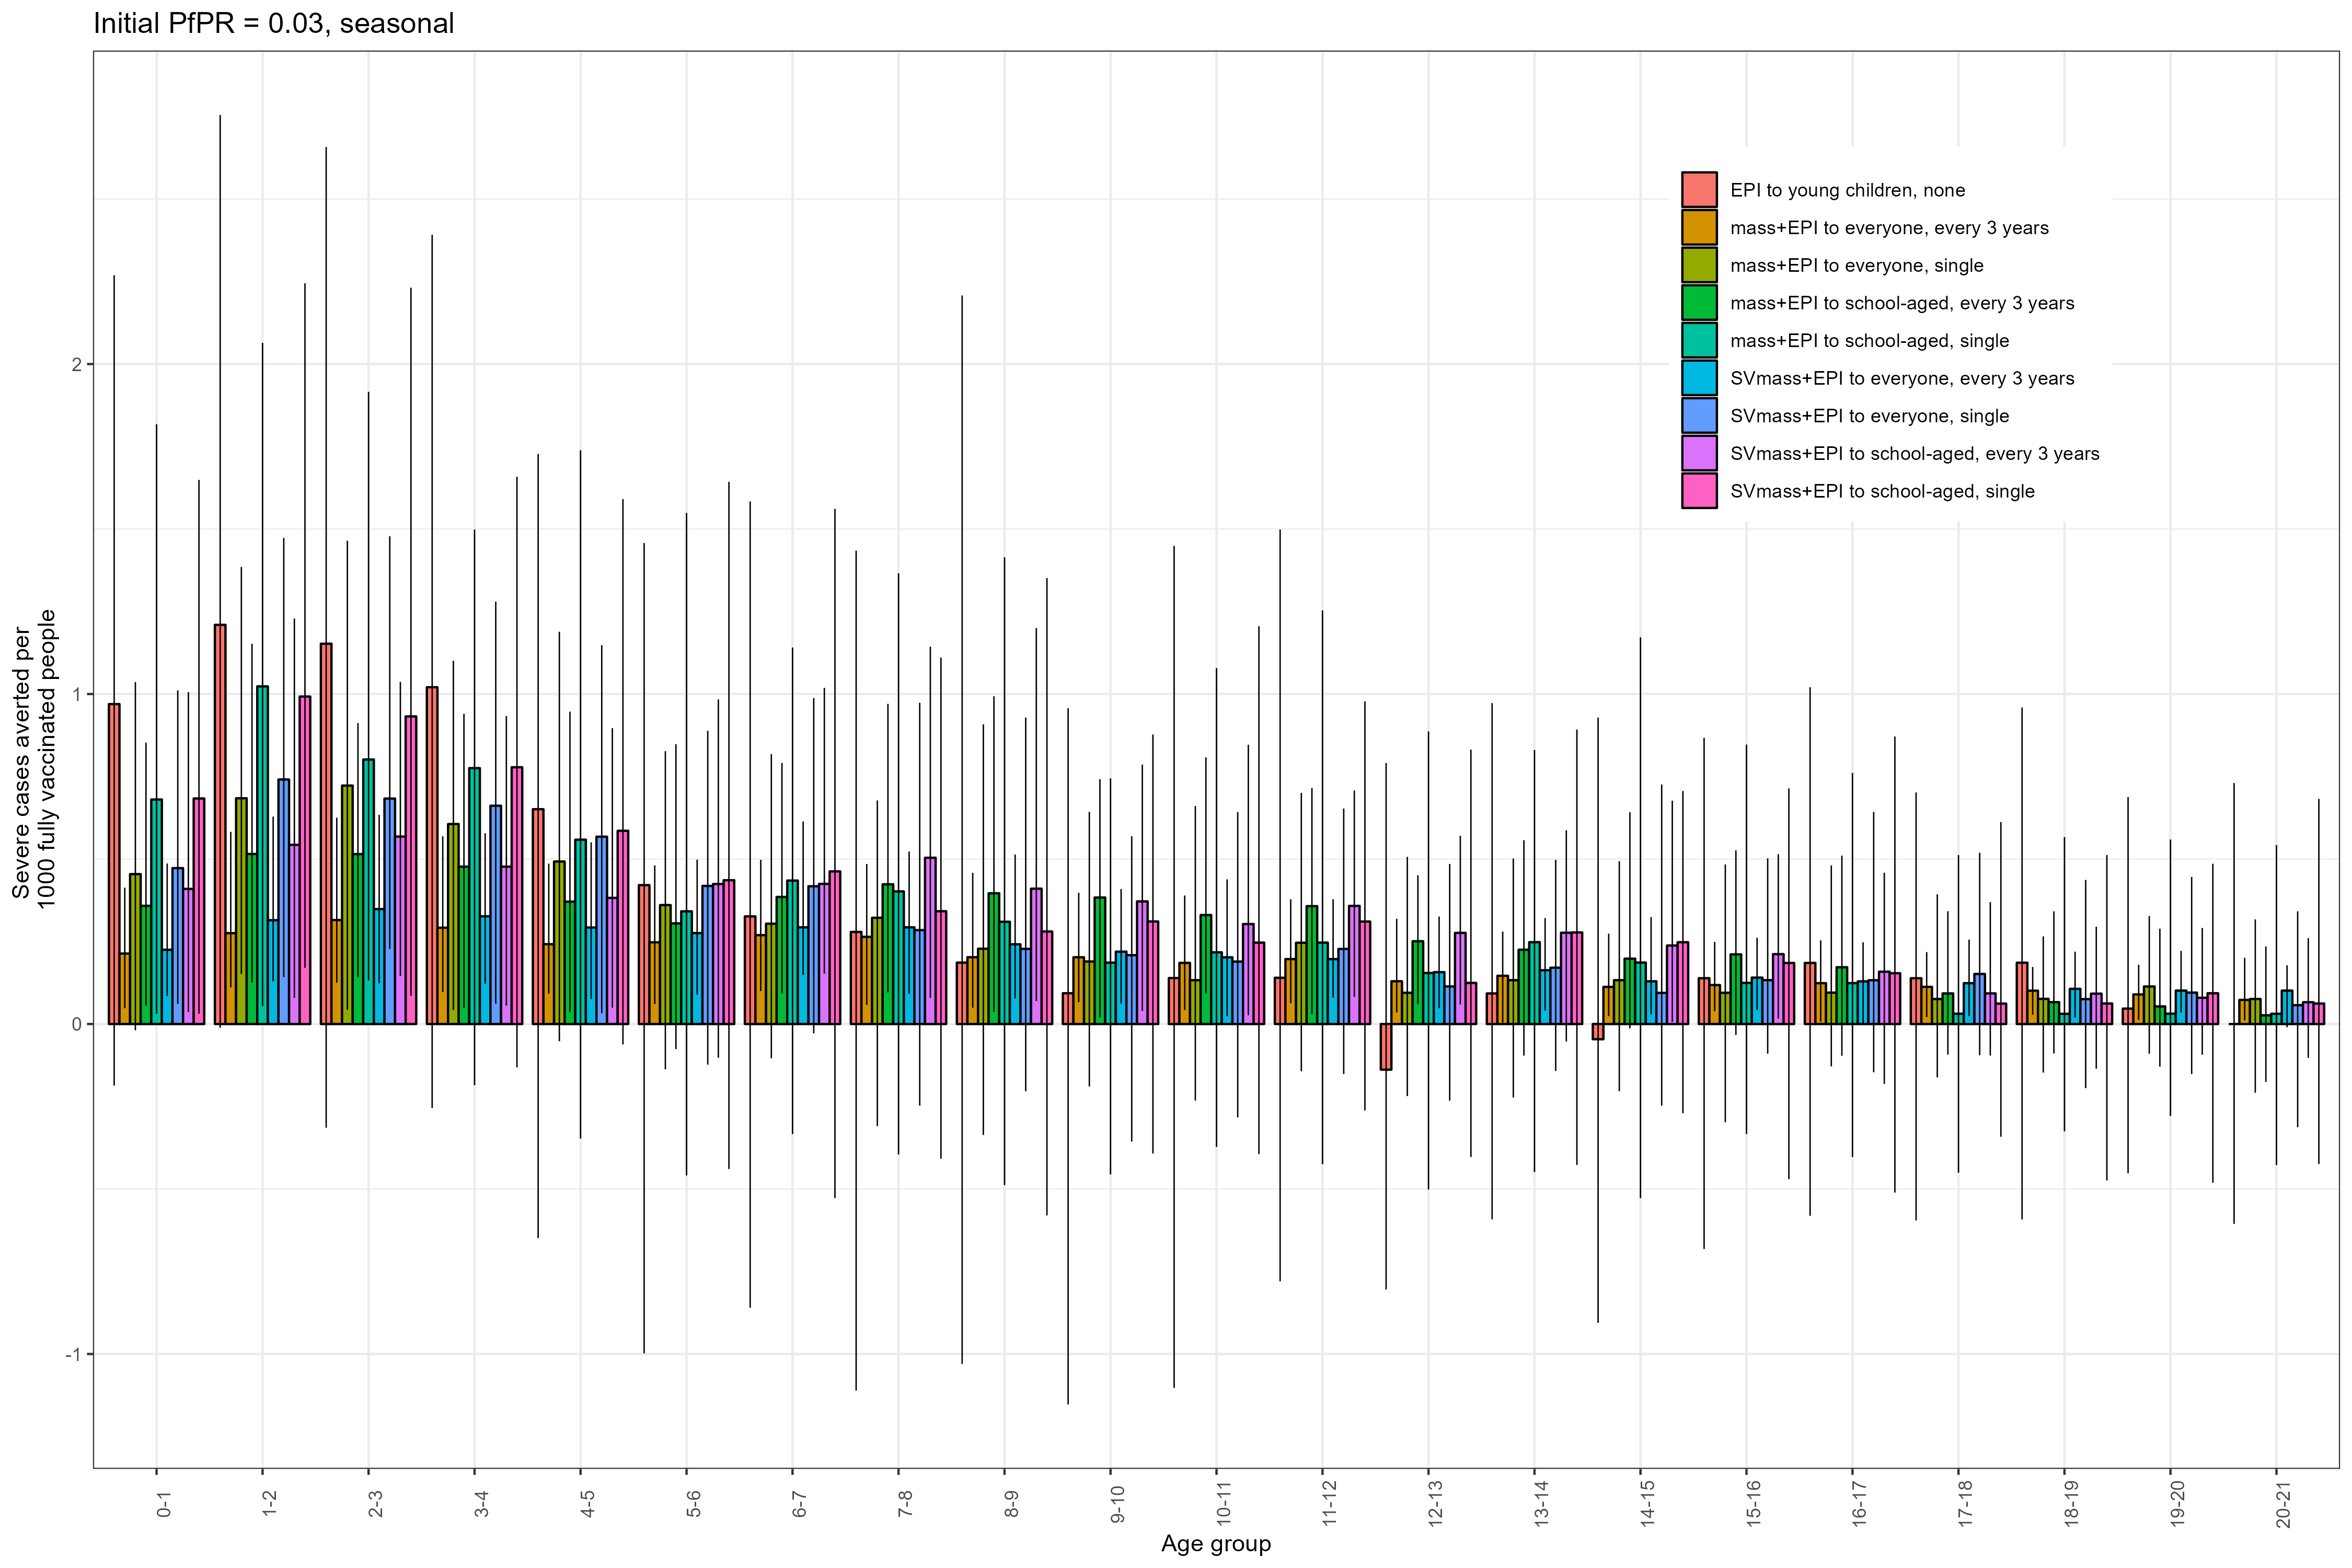 Initial PfPR = 0.03, seasonal
Severe cases averted per
1000 fully vaccinated people
2
1
0
-1
EPI to young children, none
mass+EPI to everyone, every 3 years
mass+EPI to everyone, single
mass+EPI to school-aged, every 3 years
mass+EPI to school-aged, single
SVmass+EPI to everyone, every 3 years
SVmass+EPI to everyone, single
SVmass+EPI to school-aged, every 3 years
SVmass+EPI to school-aged, single
0-1
1-2
2-3
3-4
4-5
5-6
6-7
7-8
8-9
9-10
10-11
11-12
12-13
13-14
14-15
15-16
16-17
17-18
18-19
19-20
20-21
Age group